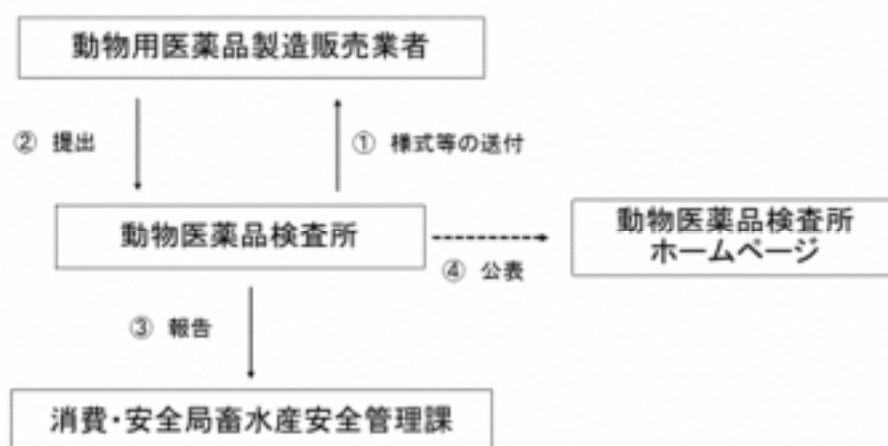 動物用医薬品製造販売業者
② 提出
① 様式等の送付
動物医薬品検査所
④ 公表
動物医薬品検査所
ホームページ
③ 報告
消費・安全局畜水産安全管理課